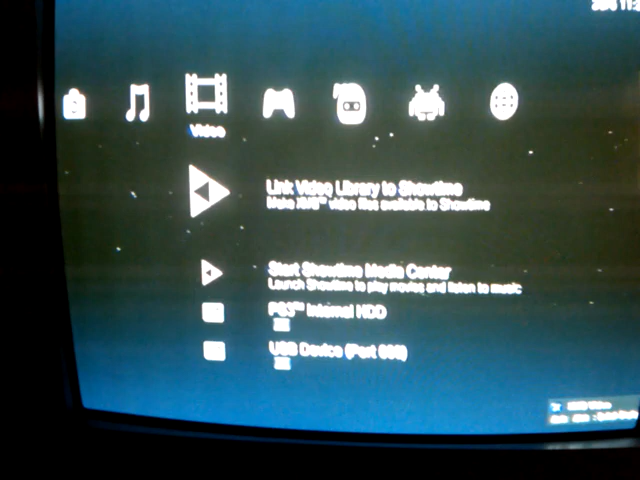 Video
Link Video Library to Showtime
Make XMB™ video files available to Showtime
Start Showtime Media Center
Launch Showtime to play movies and listen to music
PS3™ Internal HDD
USB Device (Port 006)